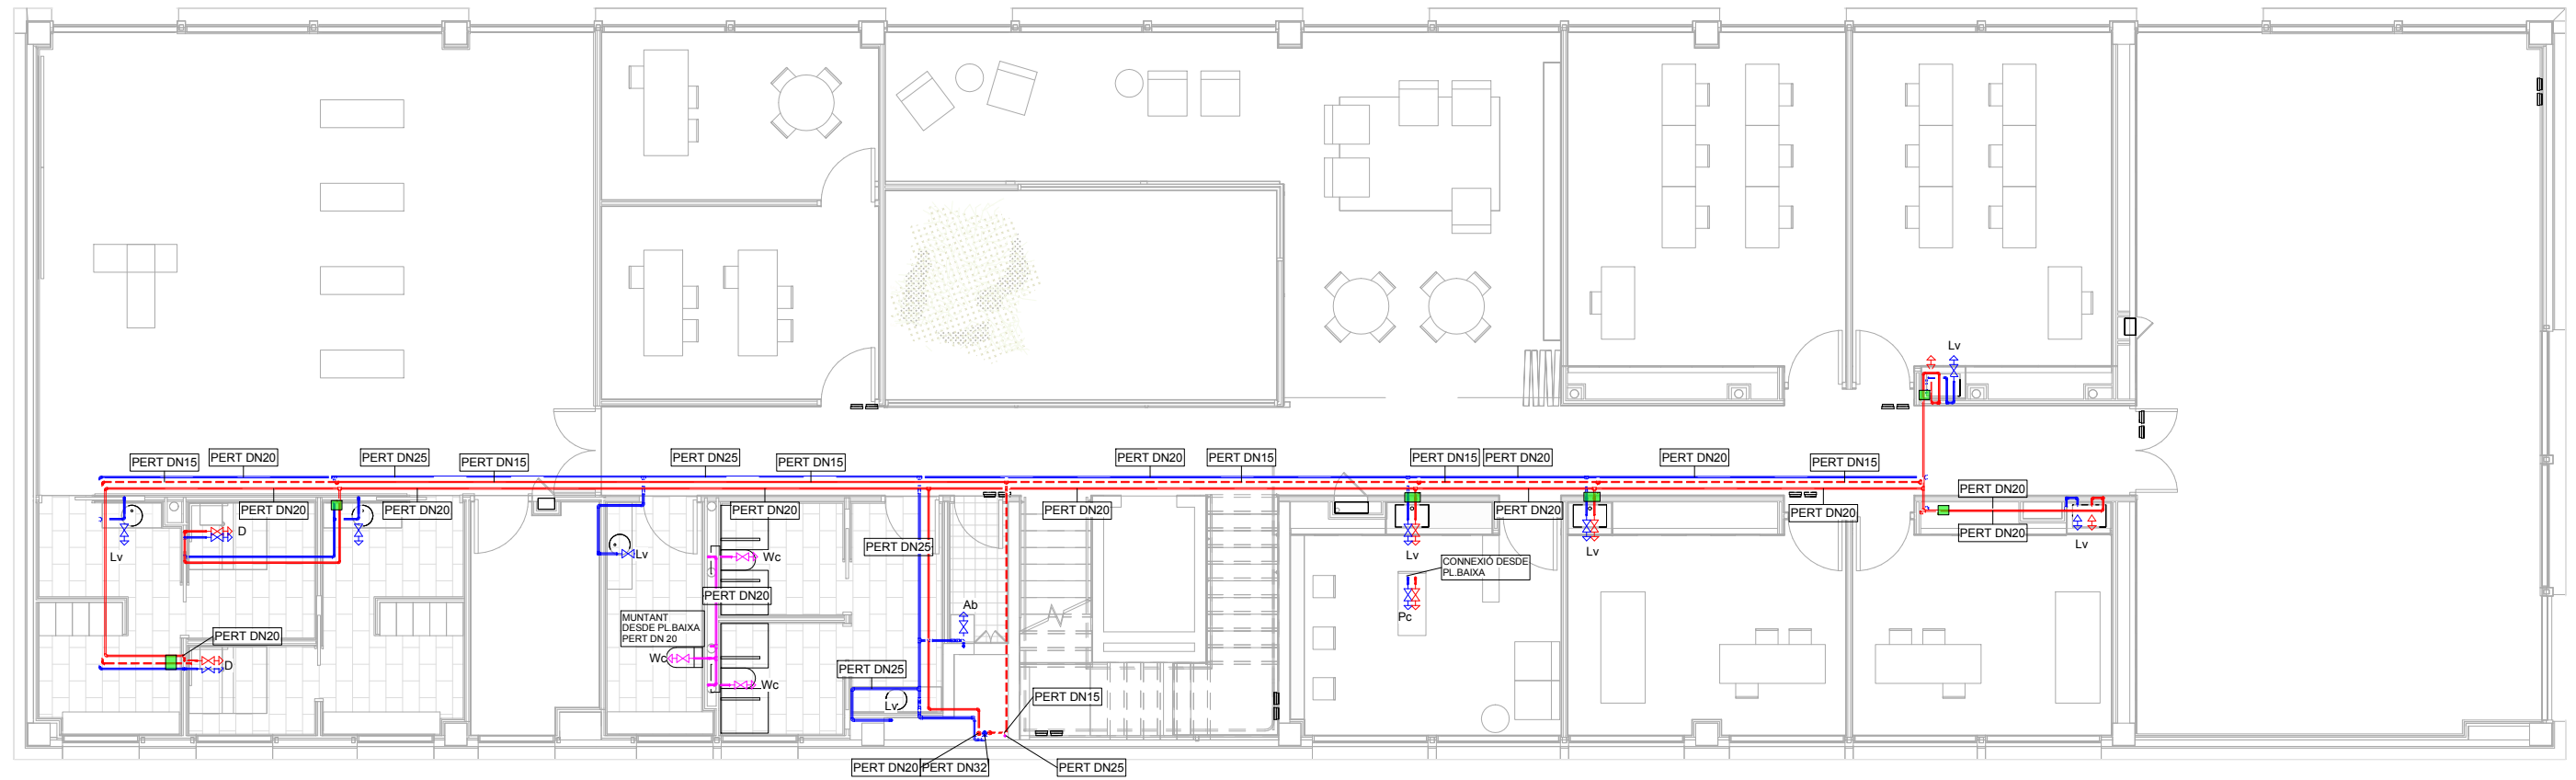 Lv
PERT DN15
PERT DN20
PERT DN25
PERT DN15
PERT DN25
PERT DN15
PERT DN20
PERT DN15
PERT DN15
PERT DN20
PERT DN20
PERT DN15
PERT DN20
PERT DN20
PERT DN20
PERT DN20
PERT DN20
PERT DN20
PERT DN20
PERT DN20
D
Lv
Lv
PERT DN25
Wc
Lv
Lv
Lv
CONNEXIÓ DESDE
PL.BAIXA
PERT DN20
Ab
Pc
MUNTANT
DESDE PL.BAIXA
PERT DN 20
PERT DN20
D
Wc
PERT DN25
Wc
PERT DN15
Lv
PERT DN20
PERT DN32
PERT DN25